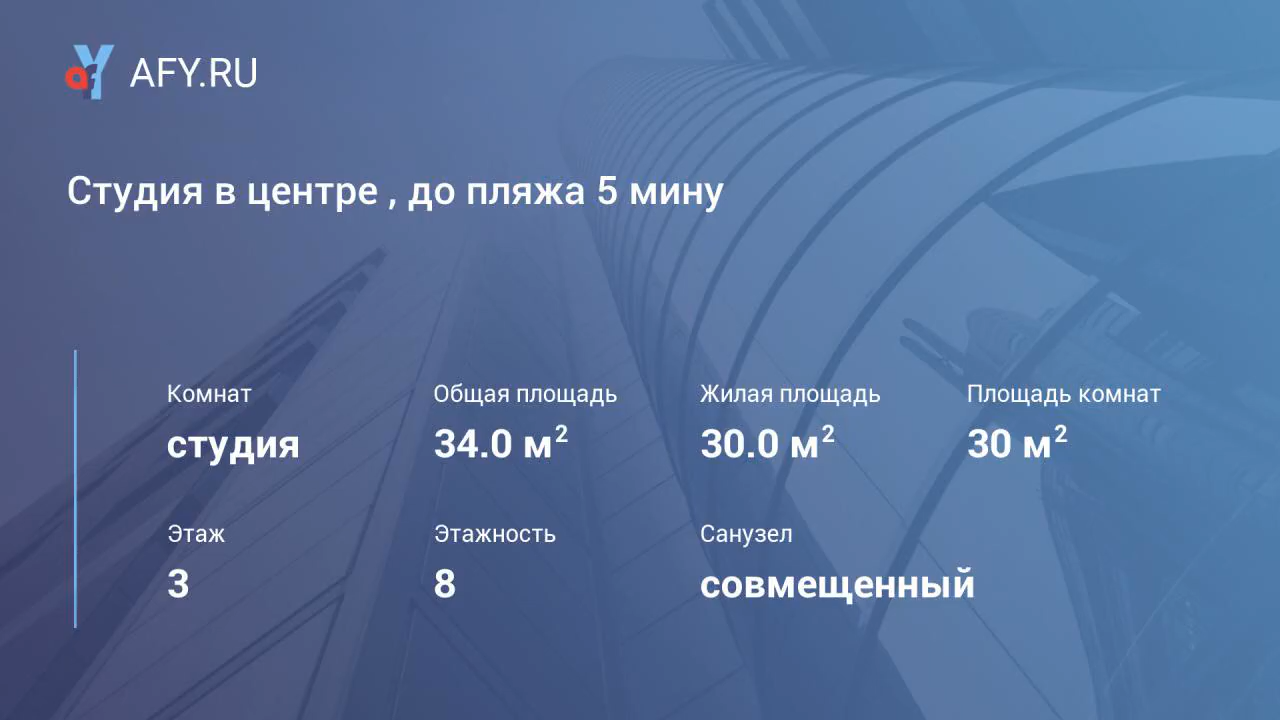 AFY.RU
Студия в центре , до пляжа 5 мину
Комнат
студия
Общая площадь
34.0 м²
Жилая площадь
30.0 м²
Площадь комнат
30 м²
Этаж
3
Этажность
8
Санузел
совмещенный